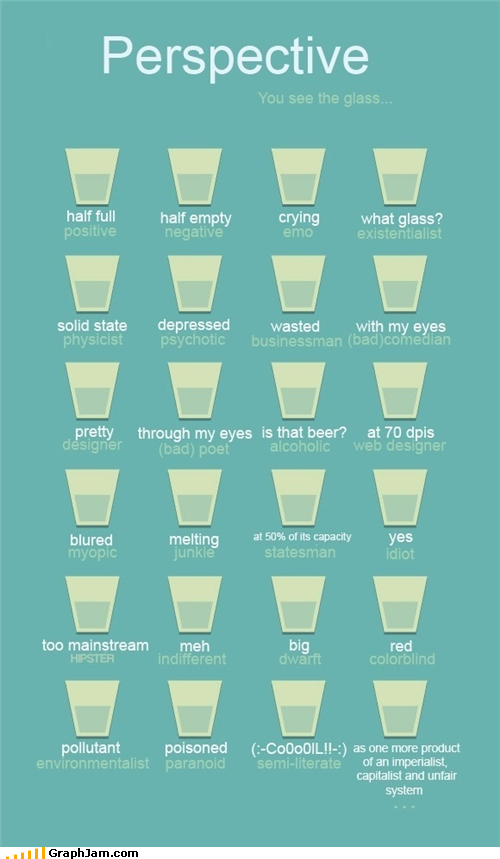 Perspective
You see the glass...
half full
positive
half empty
negative
crying
emo
what glass?
existentialist
solid state
physicist
depressed
psychotic
wasted
businessman
with my eyes
(bad)comedian
pretty
designer
through my eyes
(bad) poet
is that beer?
alcoholic
at 70 dpis
web designer
blured
myopic
melting
junkie
at 50% of its capacity
statesman
yes
idiot
too mainstream
HIPSTER
meh
indifferent
big
dwarft
red
colorblind
pollutant
environmentalist
poisoned
paranoid
(:-Co0o0lL!!-:)
semi-literate
as one more product
of an imperialist,
capitalist and unfair
system
...
GraphJam.com